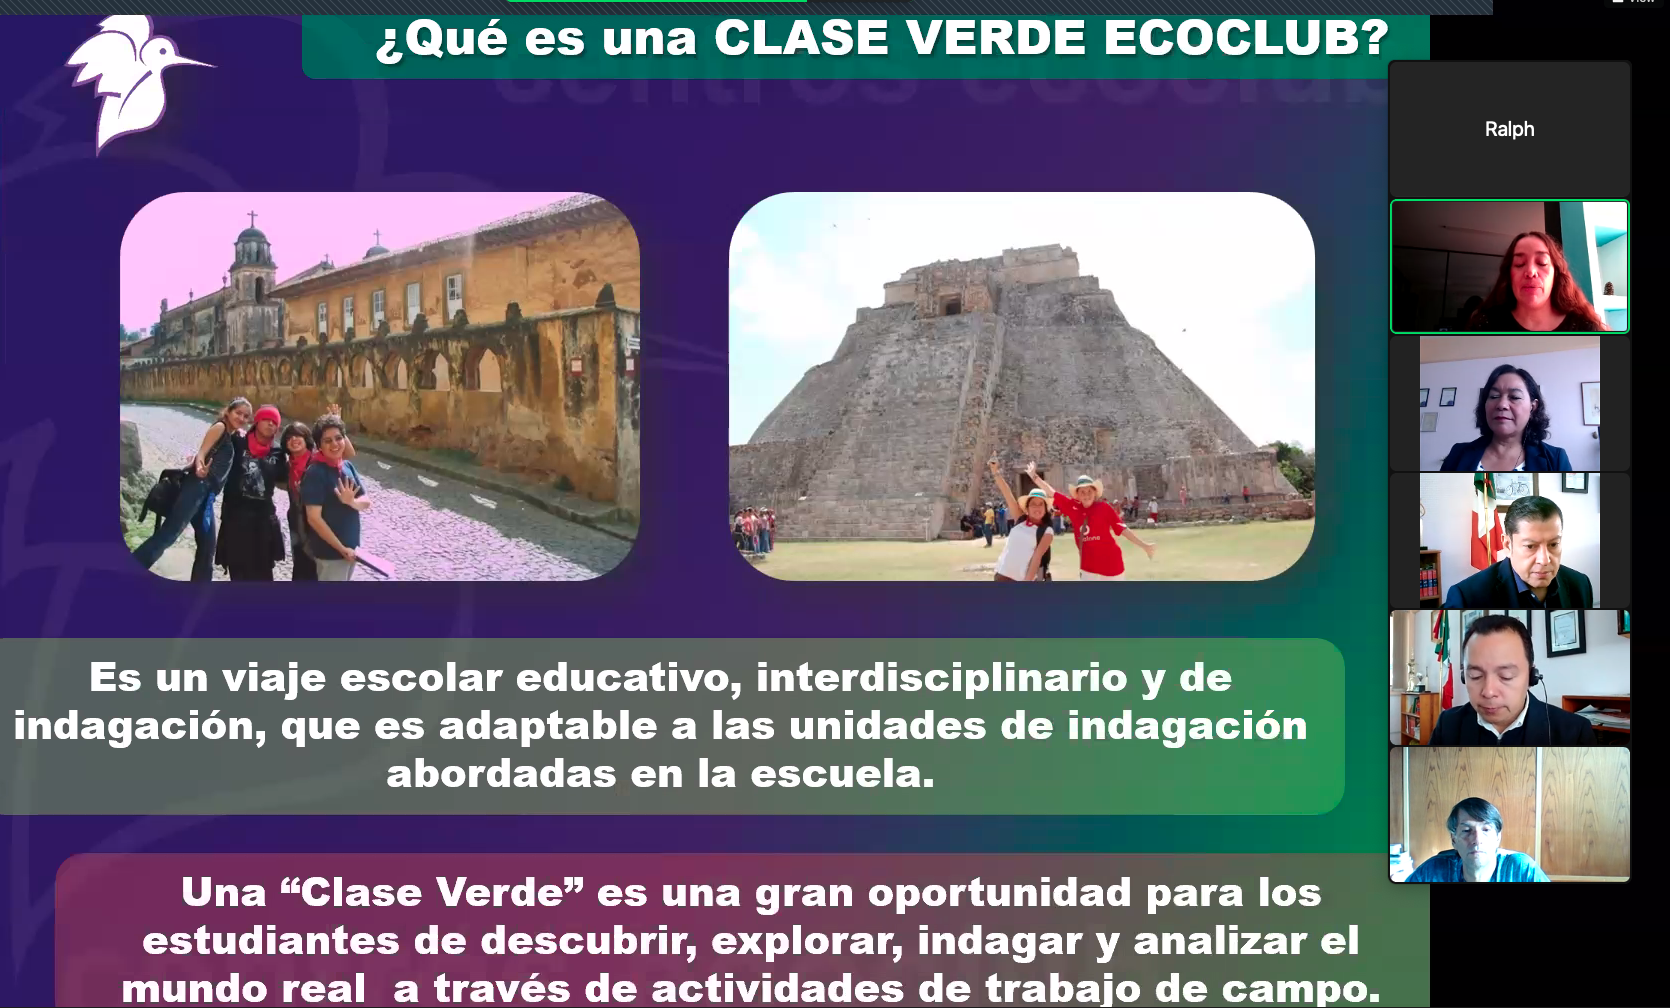 ¿Qué es una CLASE VERDE ECOCLUB?
centros ecoclub
Ralph
Es un viaje escolar educativo, interdisciplinario y de
indagación, que es adaptable a las unidades de indagación
abordadas en la escuela.
Una “Clase Verde” es una gran oportunidad para los
estudiantes de descubrir, explorar, indagar y analizar el
mundo real a través de actividades de trabajo de campo.